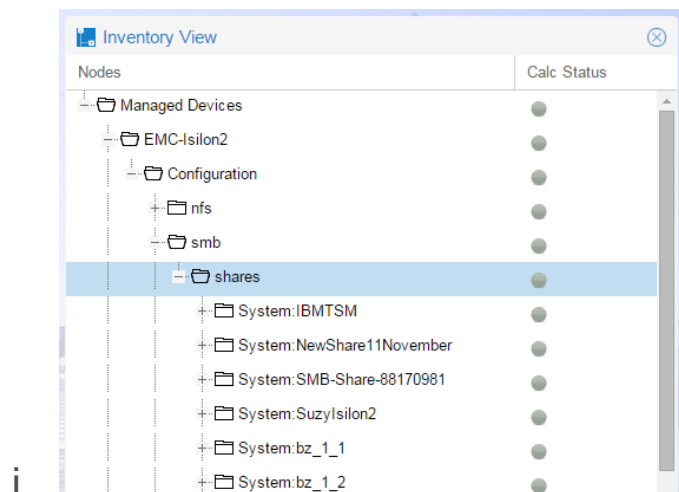 Inventory View
Nodes Calc Status
Managed Devices
EMC-Isilon2
Configuration
nfs
smb
shares
System:IBMTSM
System:NewShare11November
System:SMB-Share-88170981
System:SuzyIsilon2
System:bz_1_1
System:bz_1_2
i